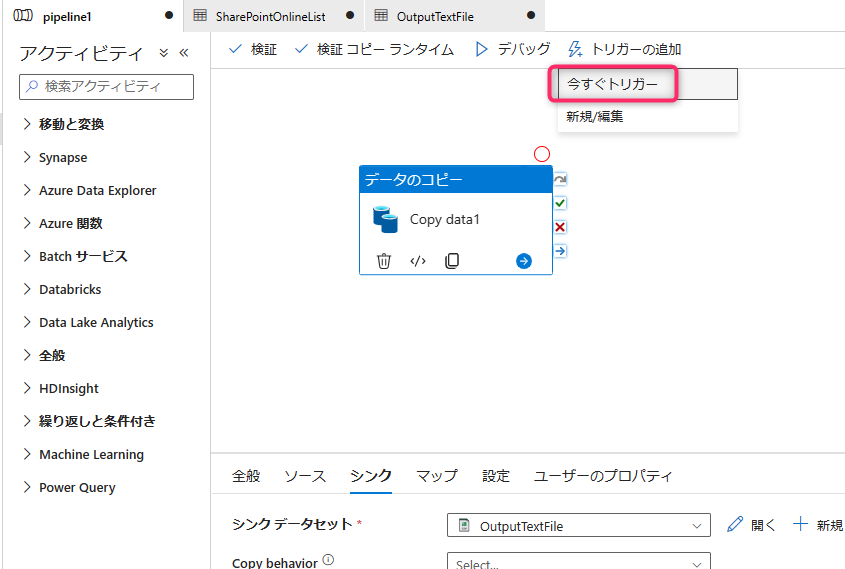 pipeline1 SharePointOnlineList OutputTextFile
アクティビティ
検証 検証 コピー ランタイム デバッグ トリガーの追加
検索アクティビティ
今すぐトリガー
新規/編集
移動と変換
Synapse
Azure Data Explorer
Azure 関数
Batch サービス
Databricks
Data Lake Analytics
全般
HDInsight
繰り返しと条件付き
Machine Learning
Power Query
データのコピー
Copy data1
全般 ソース シンク マップ 設定 ユーザーのプロパティ
シンク データセット * OutputTextFile 開く 新規
Copy behavior Select...